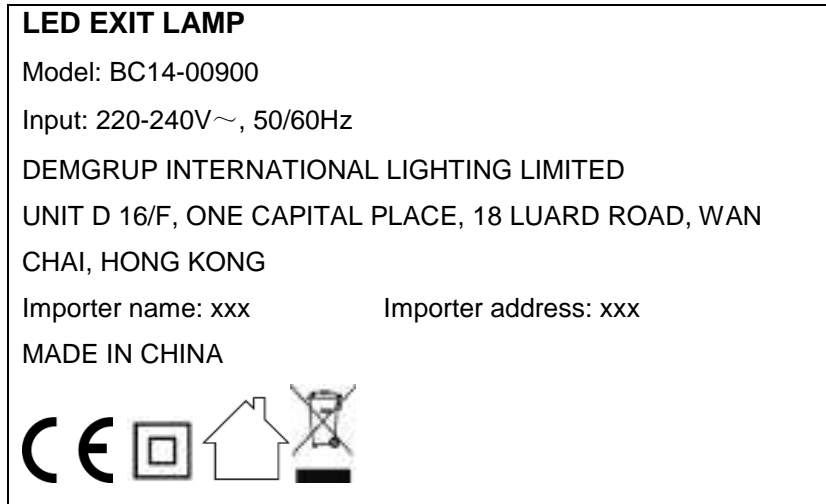 LED EXIT LAMP
Model: BC14-00900
Input: 220-240V～, 50/60Hz
DEMGRUP INTERNATIONAL LIGHTING LIMITED
UNIT D 16/F, ONE CAPITAL PLACE, 18 LUARD ROAD, WAN
CHAI, HONG KONG
Importer name: xxx Importer address: xxx
MADE IN CHINA
CE